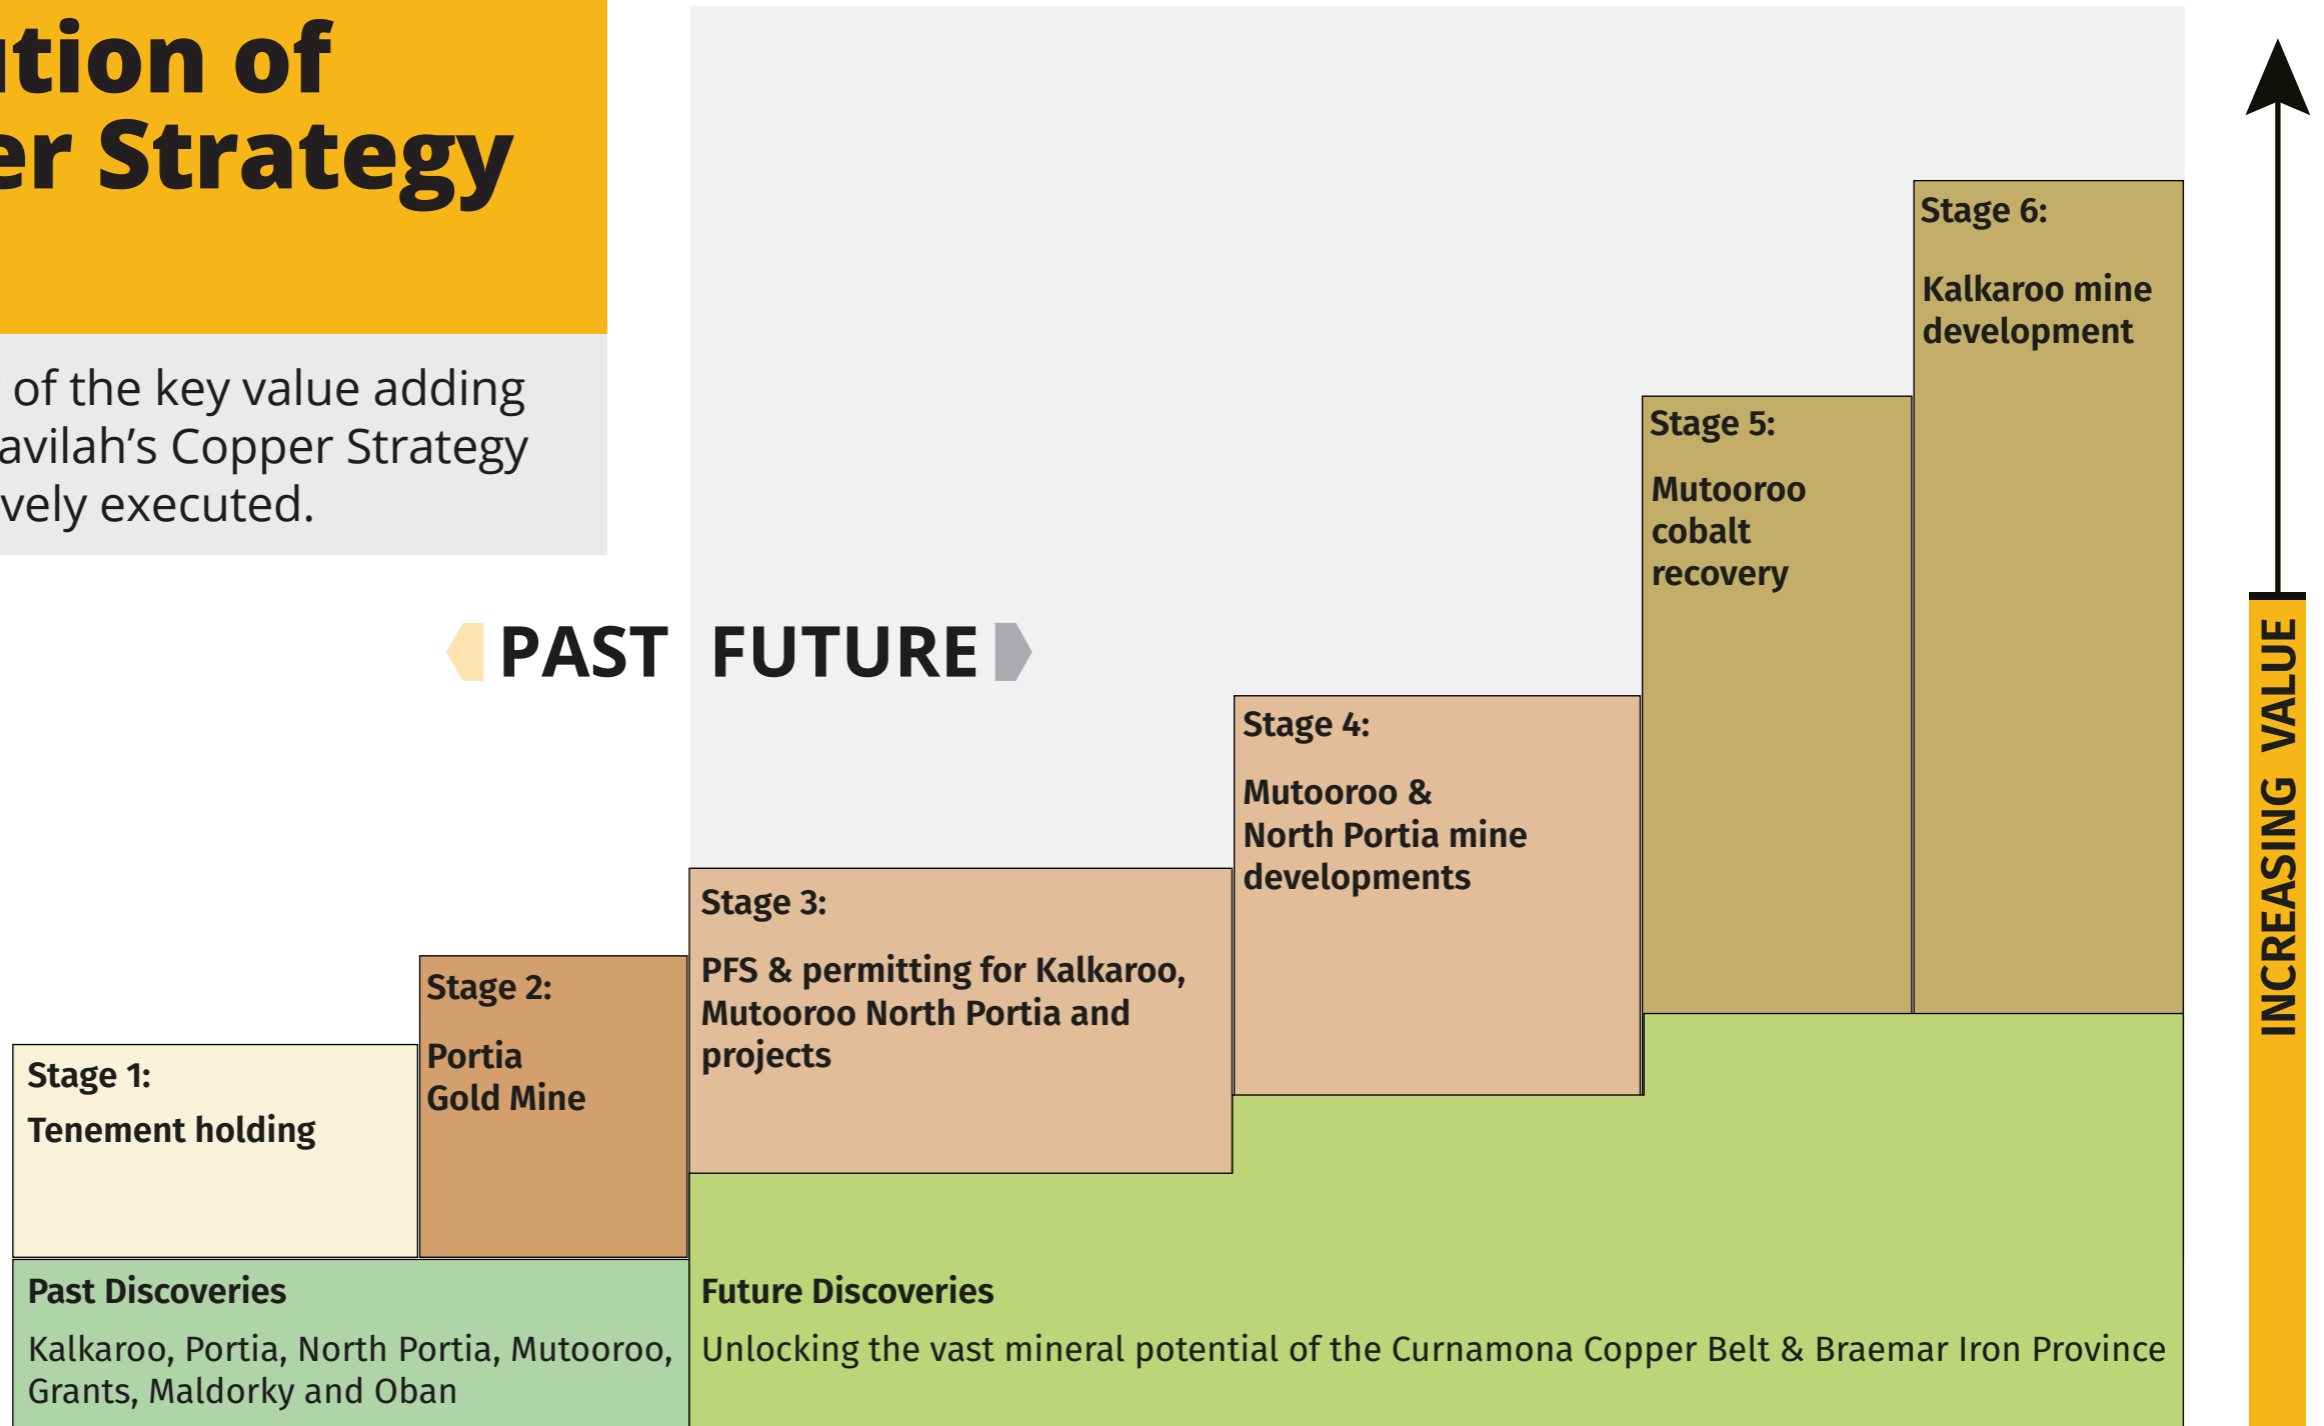 of
Strategy
of the key value adding
Copper Strategy
executed.
PAST FUTURE
Stage 1:
Tenement holding
Stage 2:
Portia
Gold Mine
Stage 3:
PFS & permitting for Kalkaroo,
Mutooroo North Portia and
projects
Stage 4:
Mutooroo &
North Portia mine
developments
Stage 5:
Mutooroo
cobalt
recovery
Stage 6:
Kalkaroo mine
development
Past Discoveries
Kalkaroo, Portia, North Portia, Mutooroo,
Grants, Maldorky and Oban
Future Discoveries
Unlocking the vast mineral potential of the Curnamona Copper Belt & Braemar Iron Province
INCREASING VALUE